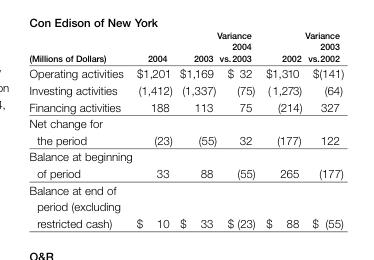 Con Edison of New York
Variance Variance
2004 2003
(Millions of Dollars) 2004 2003 vs. 2003 2002 vs. 2002
Operating activities $1,201 $1,169 $ 32 $1,310 $(141)
on
Investing activities (1,412) (1,337) (75) (1,273) (64)
4,
Financing activities 188 113 75 (214) 327
Net change for
the period (23) (55) 32 (177) 122
Balance at beginning
of period 33 88 (55) 265 (177)
Balance at end of
period (excluding
restricted cash) $ 10 $ 33 $ (23) $ 88 $ (55)
O&R